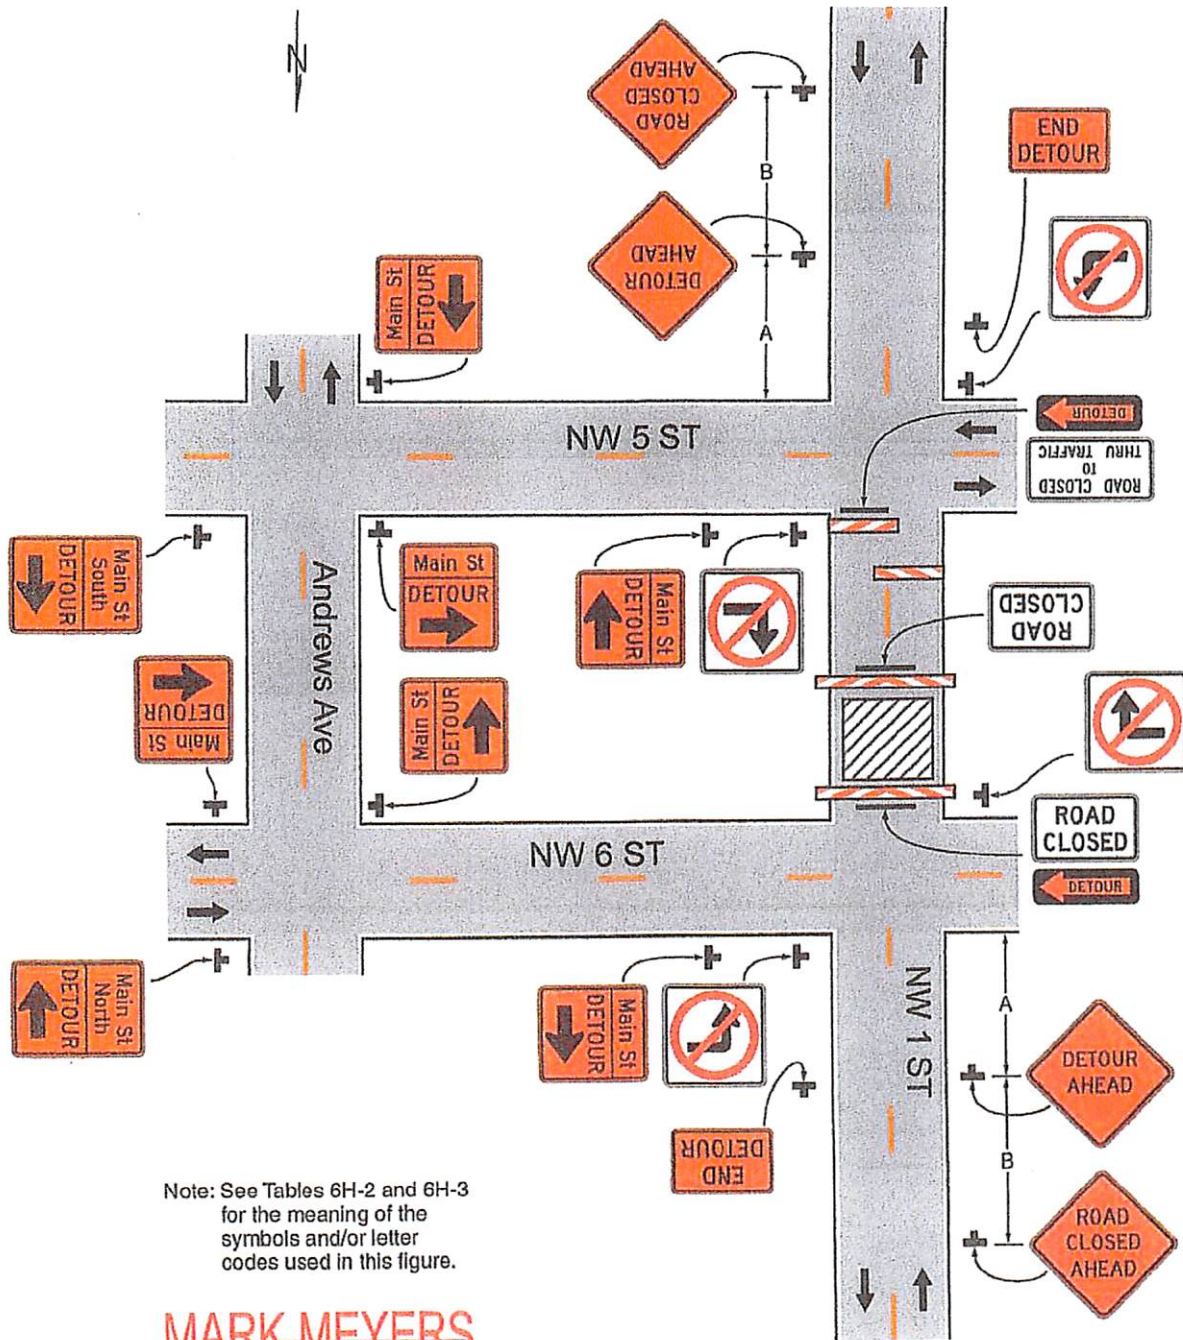 N
ROAD
CLOSED
AHEAD
B
END
DETOUR
DETOUR
AHEAD
Main St
DETOUR
A
DETOUR
NW 5 ST
ROAD CLOSED
TO
THRU TRAFFIC
Main St
South
DETOUR
Andrews Ave
Main St
DETOUR
Main St
DETOUR
ROAD
CLOSED
Main St
DETOUR
Main St
DETOUR
ROAD
CLOSED
NW 6 ST
DETOUR
Main St
North
DETOUR
Main St
DETOUR
NW 1 ST
A
DETOUR
AHEAD
END
DETOUR
B
Note: See Tables 6H-2 and 6H-3
for the meaning of the
symbols and/or letter
codes used in this figure.
ROAD
CLOSED
AHEAD
MARK MEYERS